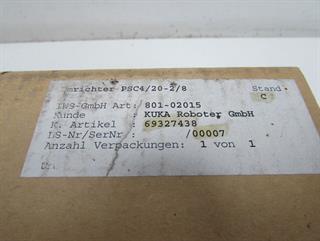 Umrichter PSC4/20-2/8 Stand
C
IWS-GmbH Art: 801-02015
Kunde : KUKA Roboter GmbH
K. Artikel : 69327438
LS-Nr/SerNr : /00007
Anzahl Verpackungen: 1 von 1